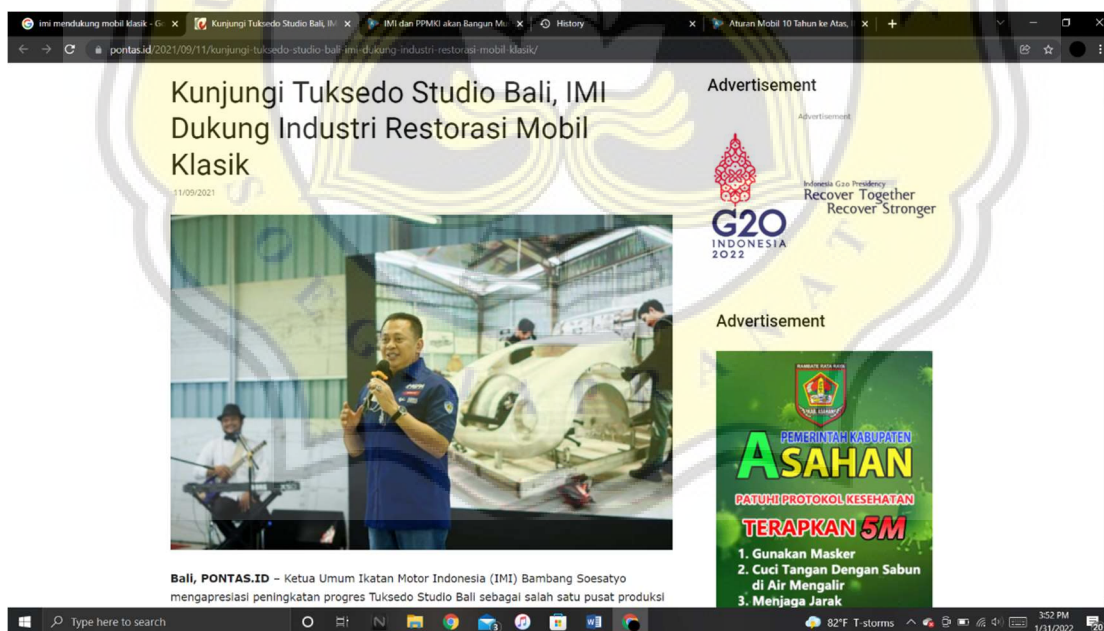 imi mendukung mobil klasik - Go
Kunjungi Tuksedo Studio Bali, IM
IMI dan PPMKI akan Bangun Mu
History
Aturan Mobil 10 Tahun ke Atas,
pontas.id/2021/09/11/kunjungi-tuksedo-studio-bali-imi-dukung-industri-restorasi-mobil-klasik/
Kunjungi Tuksedo Studio Bali, IMI
Dukung Industri Restorasi Mobil
Klasik
11/09/2021
Bali, PONTAS.ID – Ketua Umum Ikatan Motor Indonesia (IMI) Bambang Soesatyo
mengapresiasi peningkatan progres Tuksedo Studio Bali sebagai salah satu pusat produksi
Advertisement
Advertisement
Indonesia G20 Presidency
Recover Together
Recover Stronger
G20
INDONESIA
2022
Advertisement
RAMBATE RATA RAYA
PEMERINTAH KABUPATEN
ASAHAN
PATUHI PROTOKOL KESEHATAN
TERAPKAN 5M
1. Gunakan Masker
2. Cuci Tangan Dengan Sabun
di Air Mengalir
3. Menjaga Jarak
Type here to search
82°F T-storms
3:52 PM
1/31/2022
20